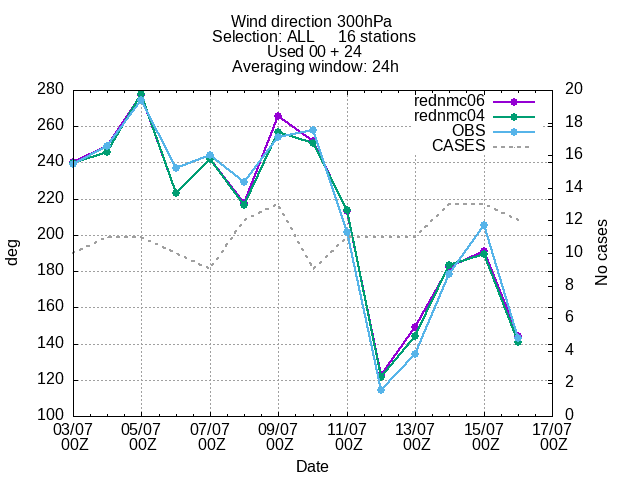 Wind direction 300hPa
Selection: ALL 16 stations
Used 00 + 24
Averaging window: 24h
280 20
rednmc06
rednmc04
OBS
CASES
260 18
240 16
220 14
200 12
180 10
160 8
140 6
120 4
100 2
0
deg
No cases
03/07 05/07 07/07 09/07 11/07 13/07 15/07 17/07
00Z 00Z 00Z 00Z 00Z 00Z 00Z 00Z
Date